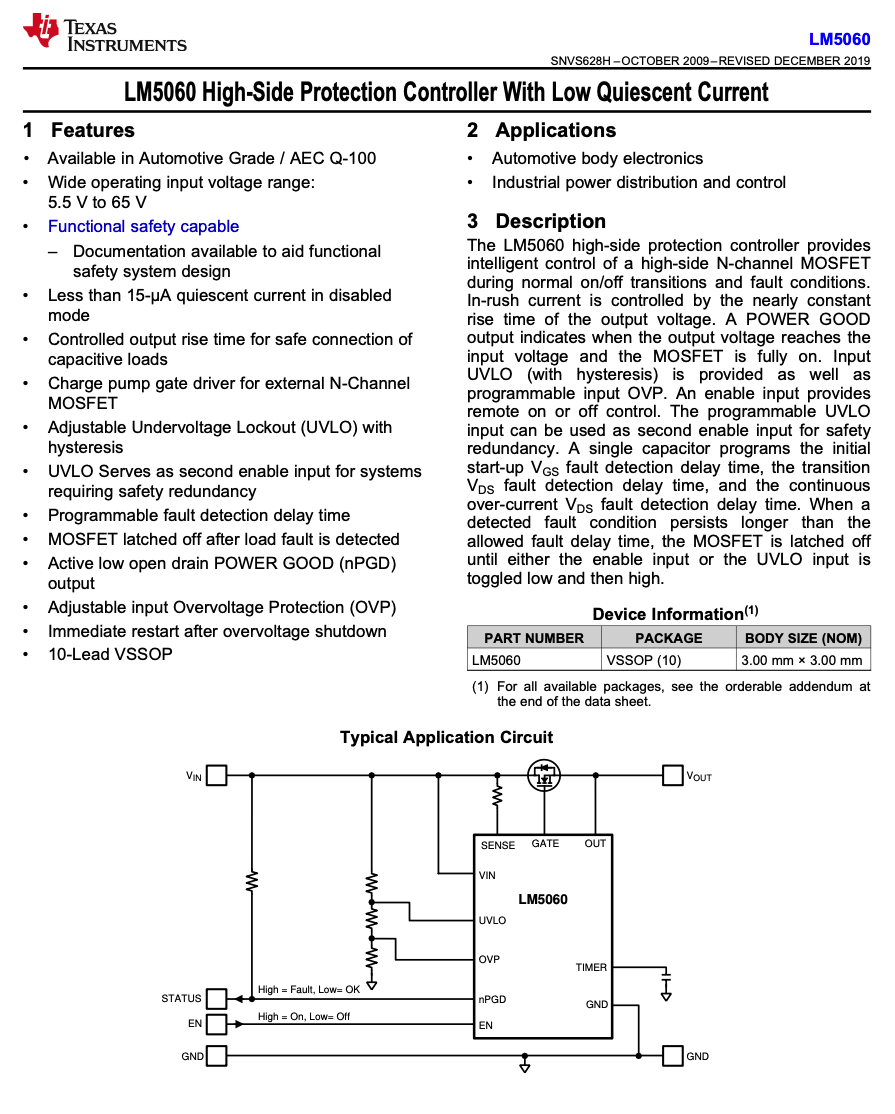 TEXAS
INSTRUMENTS
LM5060
SNVS628H – OCTOBER 2009 – REVISED DECEMBER 2019
LM5060 High-Side Protection Controller With Low Quiescent Current
1 Features
• Available in Automotive Grade / AEC Q-100
• Wide operating input voltage range:
5.5 V to 65 V
• Functional safety capable
– Documentation available to aid functional
safety system design
• Less than 15-µA quiescent current in disabled
mode
• Controlled output rise time for safe connection of
capacitive loads
• Charge pump gate driver for external N-Channel
MOSFET
• Adjustable Undervoltage Lockout (UVLO) with
hysteresis
• UVLO Serves as second enable input for systems
requiring safety redundancy
• Programmable fault detection delay time
• MOSFET latched off after load fault is detected
• Active low open drain POWER GOOD (nPGD)
output
• Adjustable input Overvoltage Protection (OVP)
• Immediate restart after overvoltage shutdown
• 10-Lead VSSOP
2 Applications
• Automotive body electronics
• Industrial power distribution and control
3 Description
The LM5060 high-side protection controller provides
intelligent control of a high-side N-channel MOSFET
during normal on/off transitions and fault conditions.
In-rush current is controlled by the nearly constant
rise time of the output voltage. A POWER GOOD
output indicates when the output voltage reaches the
input voltage and the MOSFET is fully on. Input
UVLO (with hysteresis) is provided as well as
programmable input OVP. An enable input provides
remote on or off control. The programmable UVLO
input can be used as second enable input for safety
redundancy. A single capacitor programs the initial
start-up VGS fault detection delay time, the transition
VDS fault detection delay time, and the continuous
over-current VDS fault detection delay time. When a
detected fault condition persists longer than the
allowed fault delay time, the MOSFET is latched off
until either the enable input or the UVLO input is
toggled low and then high.
Device Information(1)
PART NUMBER PACKAGE BODY SIZE (NOM)
LM5060 VSSOP (10) 3.00 mm × 3.00 mm
(1) For all available packages, see the orderable addendum at
the end of the data sheet.
Typical Application Circuit
VIN
VOUT
SENSE GATE OUT
VIN
LM5060
UVLO
OVP
TIMER
STATUS
High = Fault, Low= OK
nPGD
GND
EN
High = On, Low= Off
EN
GND
GND